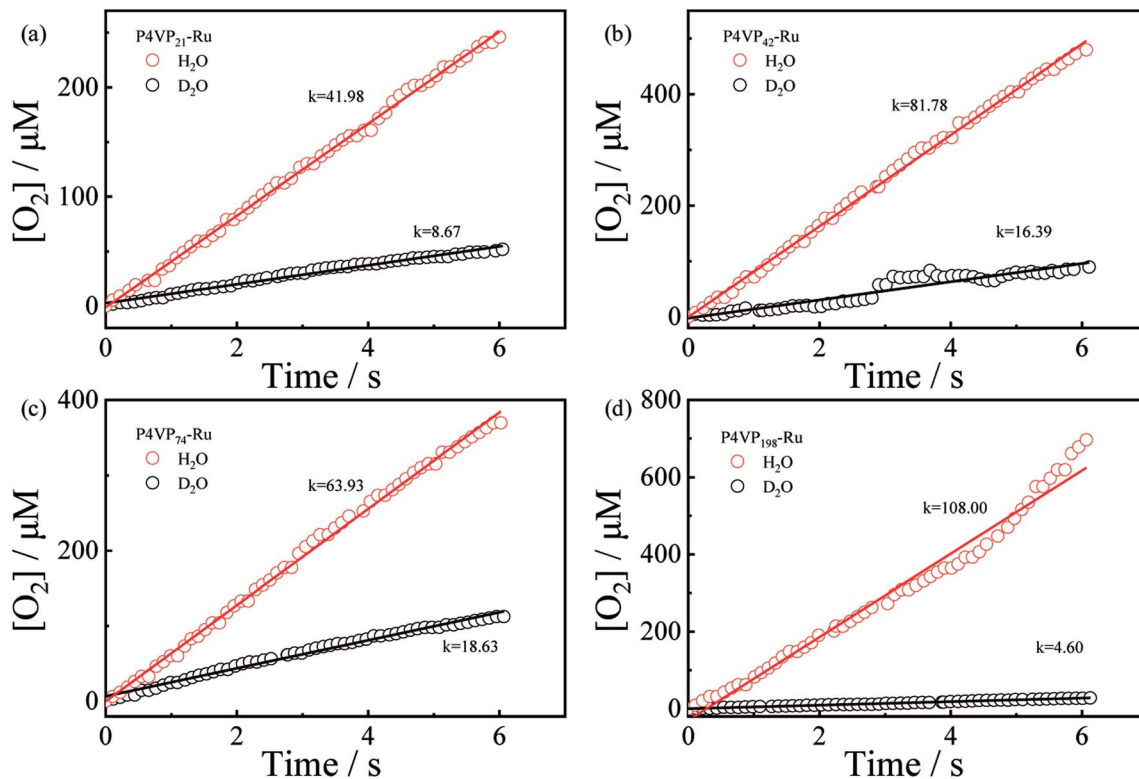 (a)
P4VP₂₁-Ru
H₂O
D₂O
k=41.98
k=8.67
200
100
0
[O₂] / μM
0 2 4 6
Time / s
(b)
P4VP₄₂-Ru
H₂O
D₂O
k=81.78
k=16.39
400
200
0
[O₂] / μM
0 2 4 6
Time / s
(c)
P4VP₇₄-Ru
H₂O
D₂O
k=63.93
k=18.63
400
200
0
[O₂] / μM
0 2 4 6
Time / s
(d)
P4VP₁₉₈-Ru
H₂O
D₂O
k=108.00
k=4.60
800
600
400
200
0
[O₂] / μM
0 2 4 6
Time / s